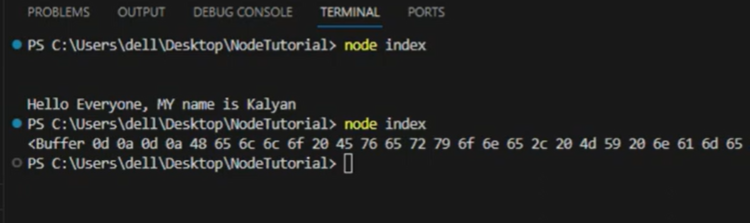 PROBLEMS OUTPUT DEBUG CONSOLE TERMINAL PORTS
PS C:\Users\dell\Desktop\NodeTutorial> node index
Hello Everyone, MY name is Kalyan
PS C:\Users\dell\Desktop\NodeTutorial> node index
<Buffer 0d 0a 0d 0a 48 65 6c 6c 6f 20 45 76 65 72 79 6f 6e 65 2c 20 4d 59 20 6e 61 6d 65
PS C:\Users\dell\Desktop\NodeTutorial>